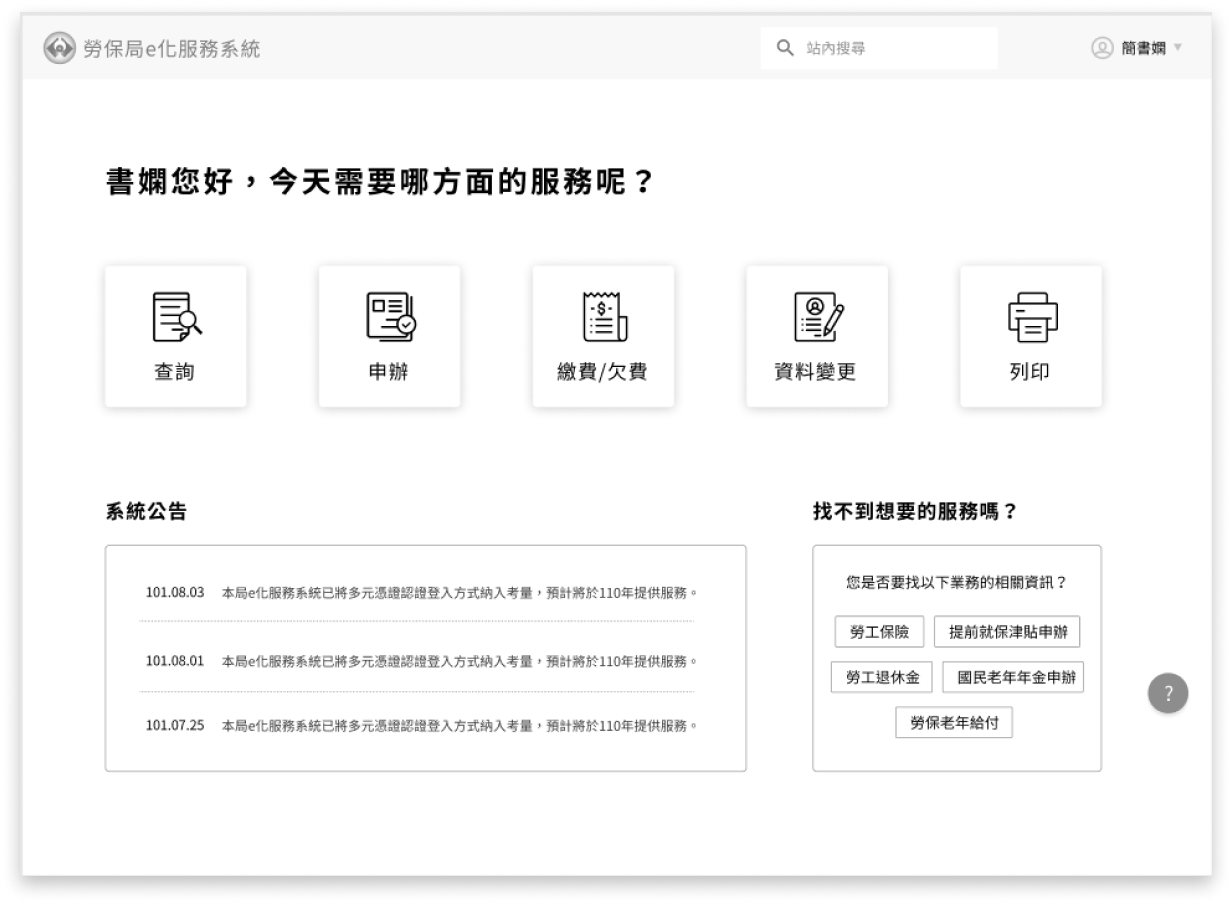 勞保局e化服務系統
站內搜尋
簡書嫻
書嫻您好，今天需要哪方面的服務呢？
查詢
申辦
繳費/欠費
資料變更
列印
系統公告
101.08.03 本局e化服務系統已將多元憑證認證登入方式納入考量，預計將於110年提供服務。
101.08.01 本局e化服務系統已將多元憑證認證登入方式納入考量，預計將於110年提供服務。
101.07.25 本局e化服務系統已將多元憑證認證登入方式納入考量，預計將於110年提供服務。
找不到想要的服務嗎？
您是否要找以下業務的相關資訊？
勞工保險 提前就保津貼申辦
勞工退休金 國民老年年金申辦
勞保老年給付
?